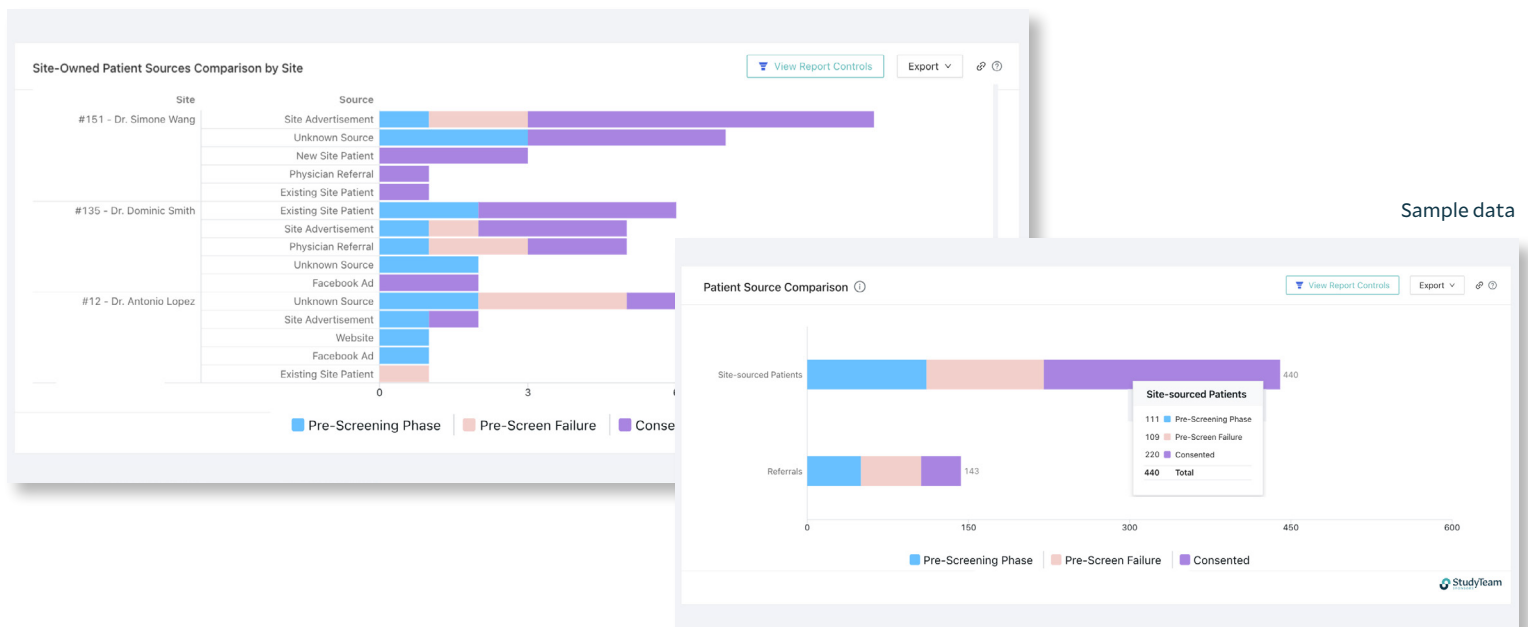 Site-Owned Patient Sources Comparison by Site
View Report Controls
Export
Site Source
#151 - Dr. Simone Wang Site Advertisement
Unknown Source
New Site Patient
Physician Referral
Existing Site Patient
#135 - Dr. Dominic Smith Existing Site Patient
Site Advertisement
Physician Referral
Unknown Source
Facebook Ad
#12 - Dr. Antonio Lopez Unknown Source
Site Advertisement
Website
Facebook Ad
Existing Site Patient
0 3
Pre-Screening Phase Pre-Screen Failure Conse
Sample data
Patient Source Comparison
View Report Controls
Export
Site-sourced Patients 440
Site-sourced Patients
111 Pre-Screening Phase
109 Pre-Screen Failure
220 Consented
440 Total
Referrals 143
0 150 300 450 600
Pre-Screening Phase Pre-Screen Failure Consented
StudyTeam